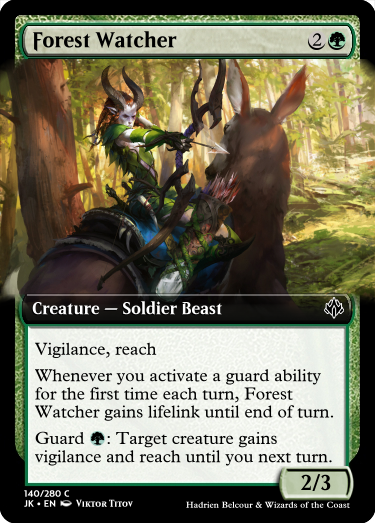 Forest Watcher 2
Creature — Soldier Beast
Vigilance, reach
Whenever you activate a guard ability
for the first time each turn, Forest
Watcher gains lifelink until end of turn.
Guard : Target creature gains
vigilance and reach until you next turn.
2/3
140/280 C
JK • EN Viktor Titov
Hadrien Belcour & Wizards of the Coast